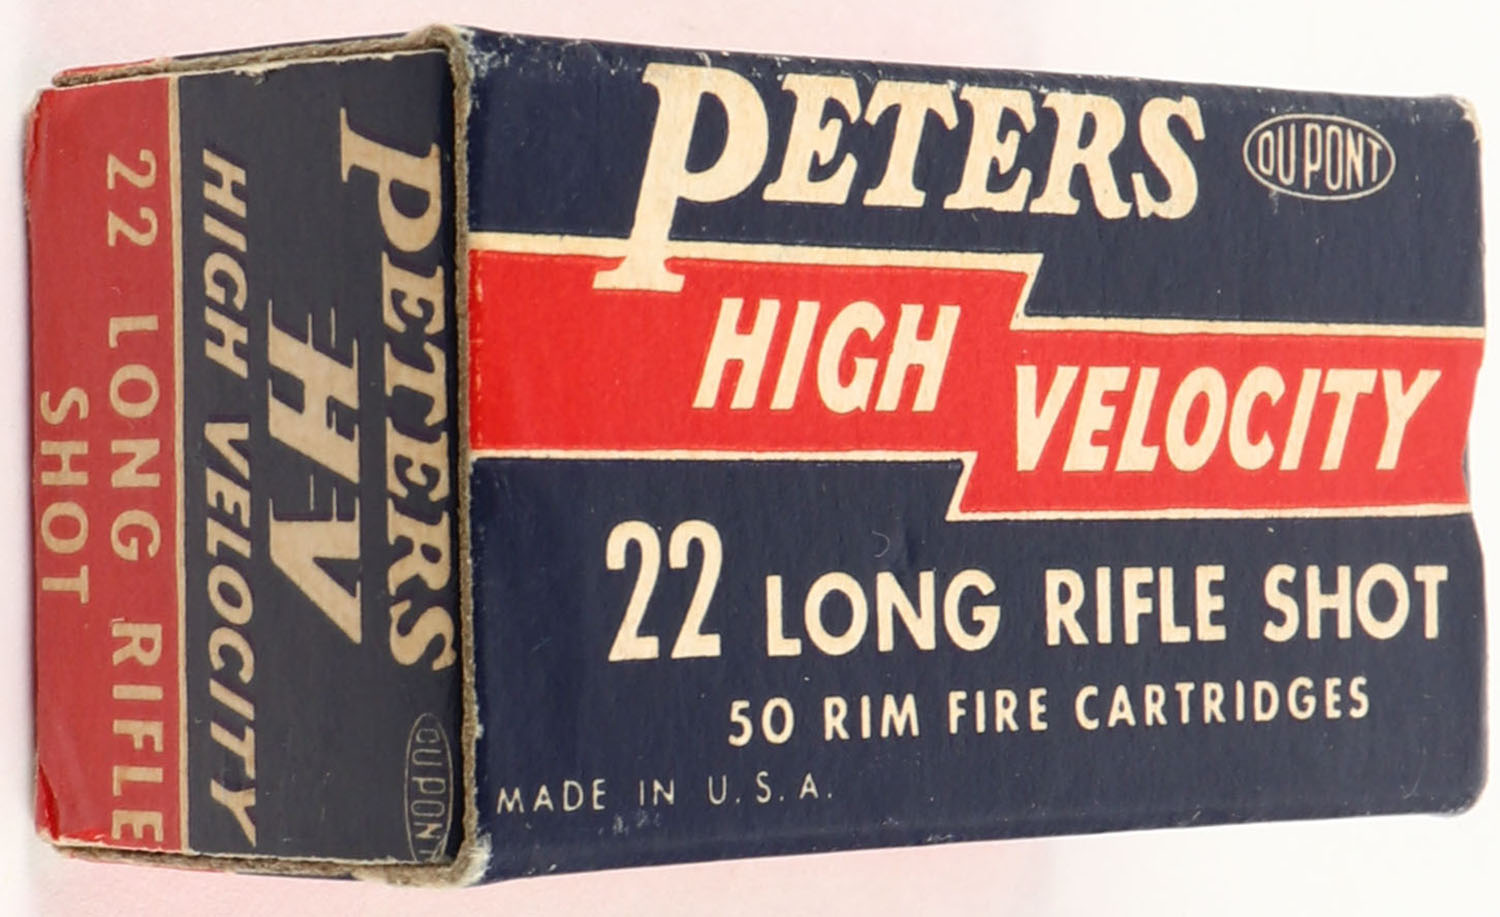 PETERS
DU PONT
HIGH
VELOCITY
22 LONG RIFLE SHOT
50 RIM FIRE CARTRIDGES
MADE IN U.S.A.
PETERS
DU PONT
HV
HIGH VELOCITY
22 LONG RIFLE
SHOT